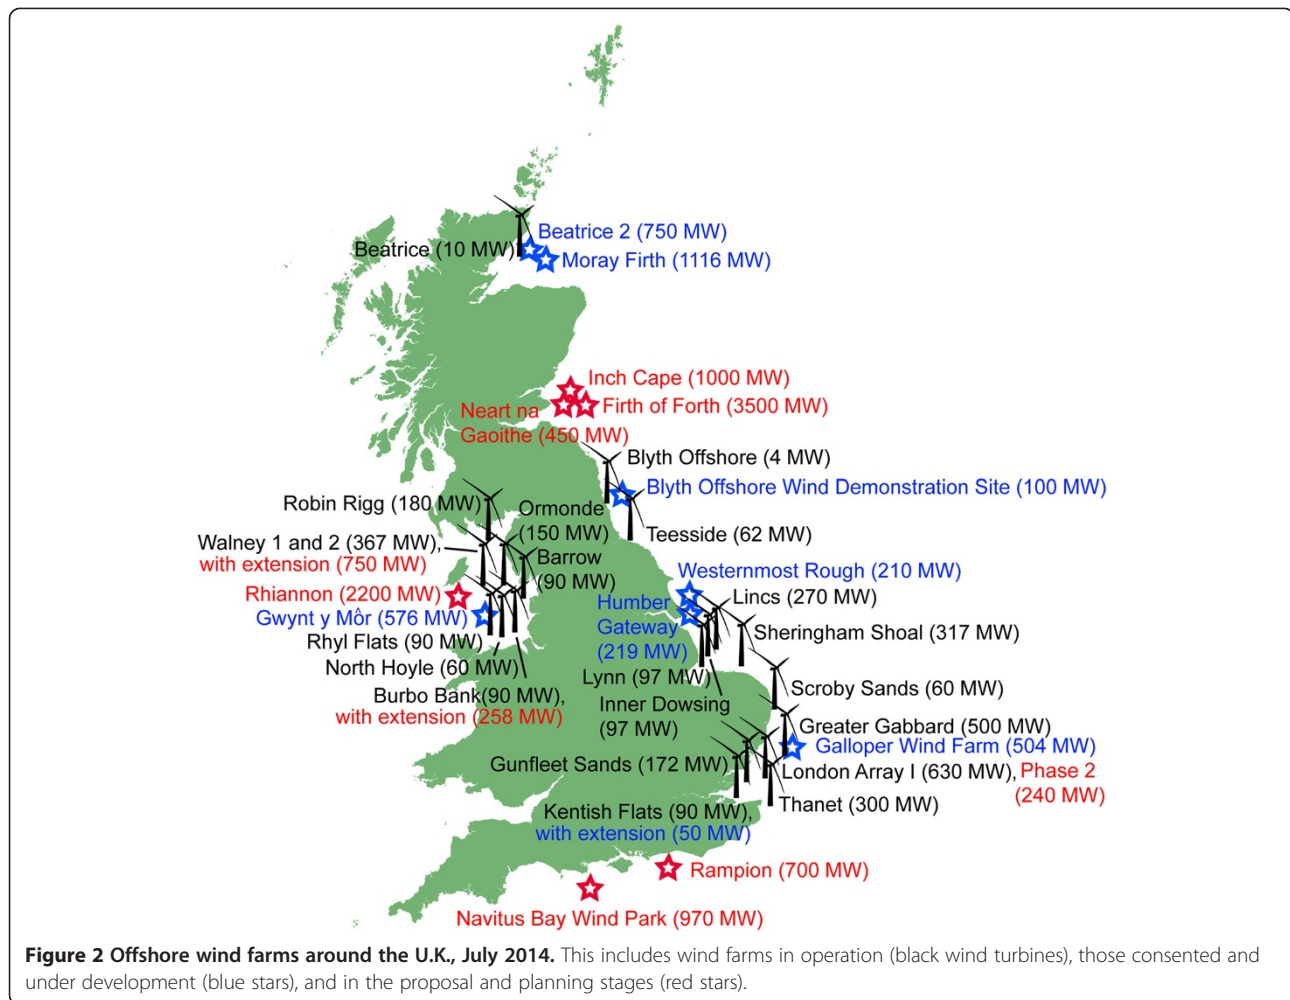 Beatrice 2 (750 MW)
Beatrice (10 MW)
Moray Firth (1116 MW)
Inch Cape (1000 MW)
Neart na
Gaoithe (450 MW)
Firth of Forth (3500 MW)
Blyth Offshore (4 MW)
Blyth Offshore Wind Demonstration Site (100 MW)
Robin Rigg (180 MW)
Ormonde
(150 MW)
Teesside (62 MW)
Walney 1 and 2 (367 MW),
with extension (750 MW)
Barrow
(90 MW)
Westernmost Rough (210 MW)
Rhiannon (2200 MW)
Lincs (270 MW)
Humber
Gateway
(219 MW)
Gwynt y Môr (576 MW)
Sheringham Shoal (317 MW)
Rhyl Flats (90 MW)
North Hoyle (60 MW)
Lynn (97 MW)
Burbo Bank(90 MW),
with extension (258 MW)
Scroby Sands (60 MW)
Inner Dowsing
(97 MW)
Greater Gabbard (500 MW)
Galloper Wind Farm (504 MW)
Gunfleet Sands (172 MW)
London Array I (630 MW), Phase 2
(240 MW)
Thanet (300 MW)
Kentish Flats (90 MW),
with extension (50 MW)
Rampion (700 MW)
Navitus Bay Wind Park (970 MW)
Figure 2 Offshore wind farms around the U.K., July 2014. This includes wind farms in operation (black wind turbines), those consented and
under development (blue stars), and in the proposal and planning stages (red stars).